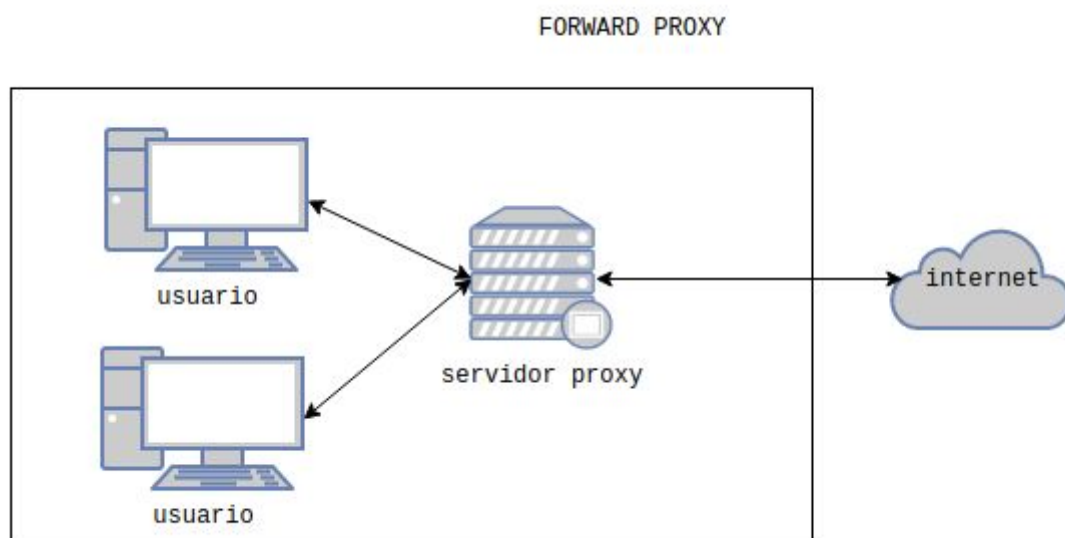 FORWARD PROXY
usuario
internet
servidor proxy
usuario